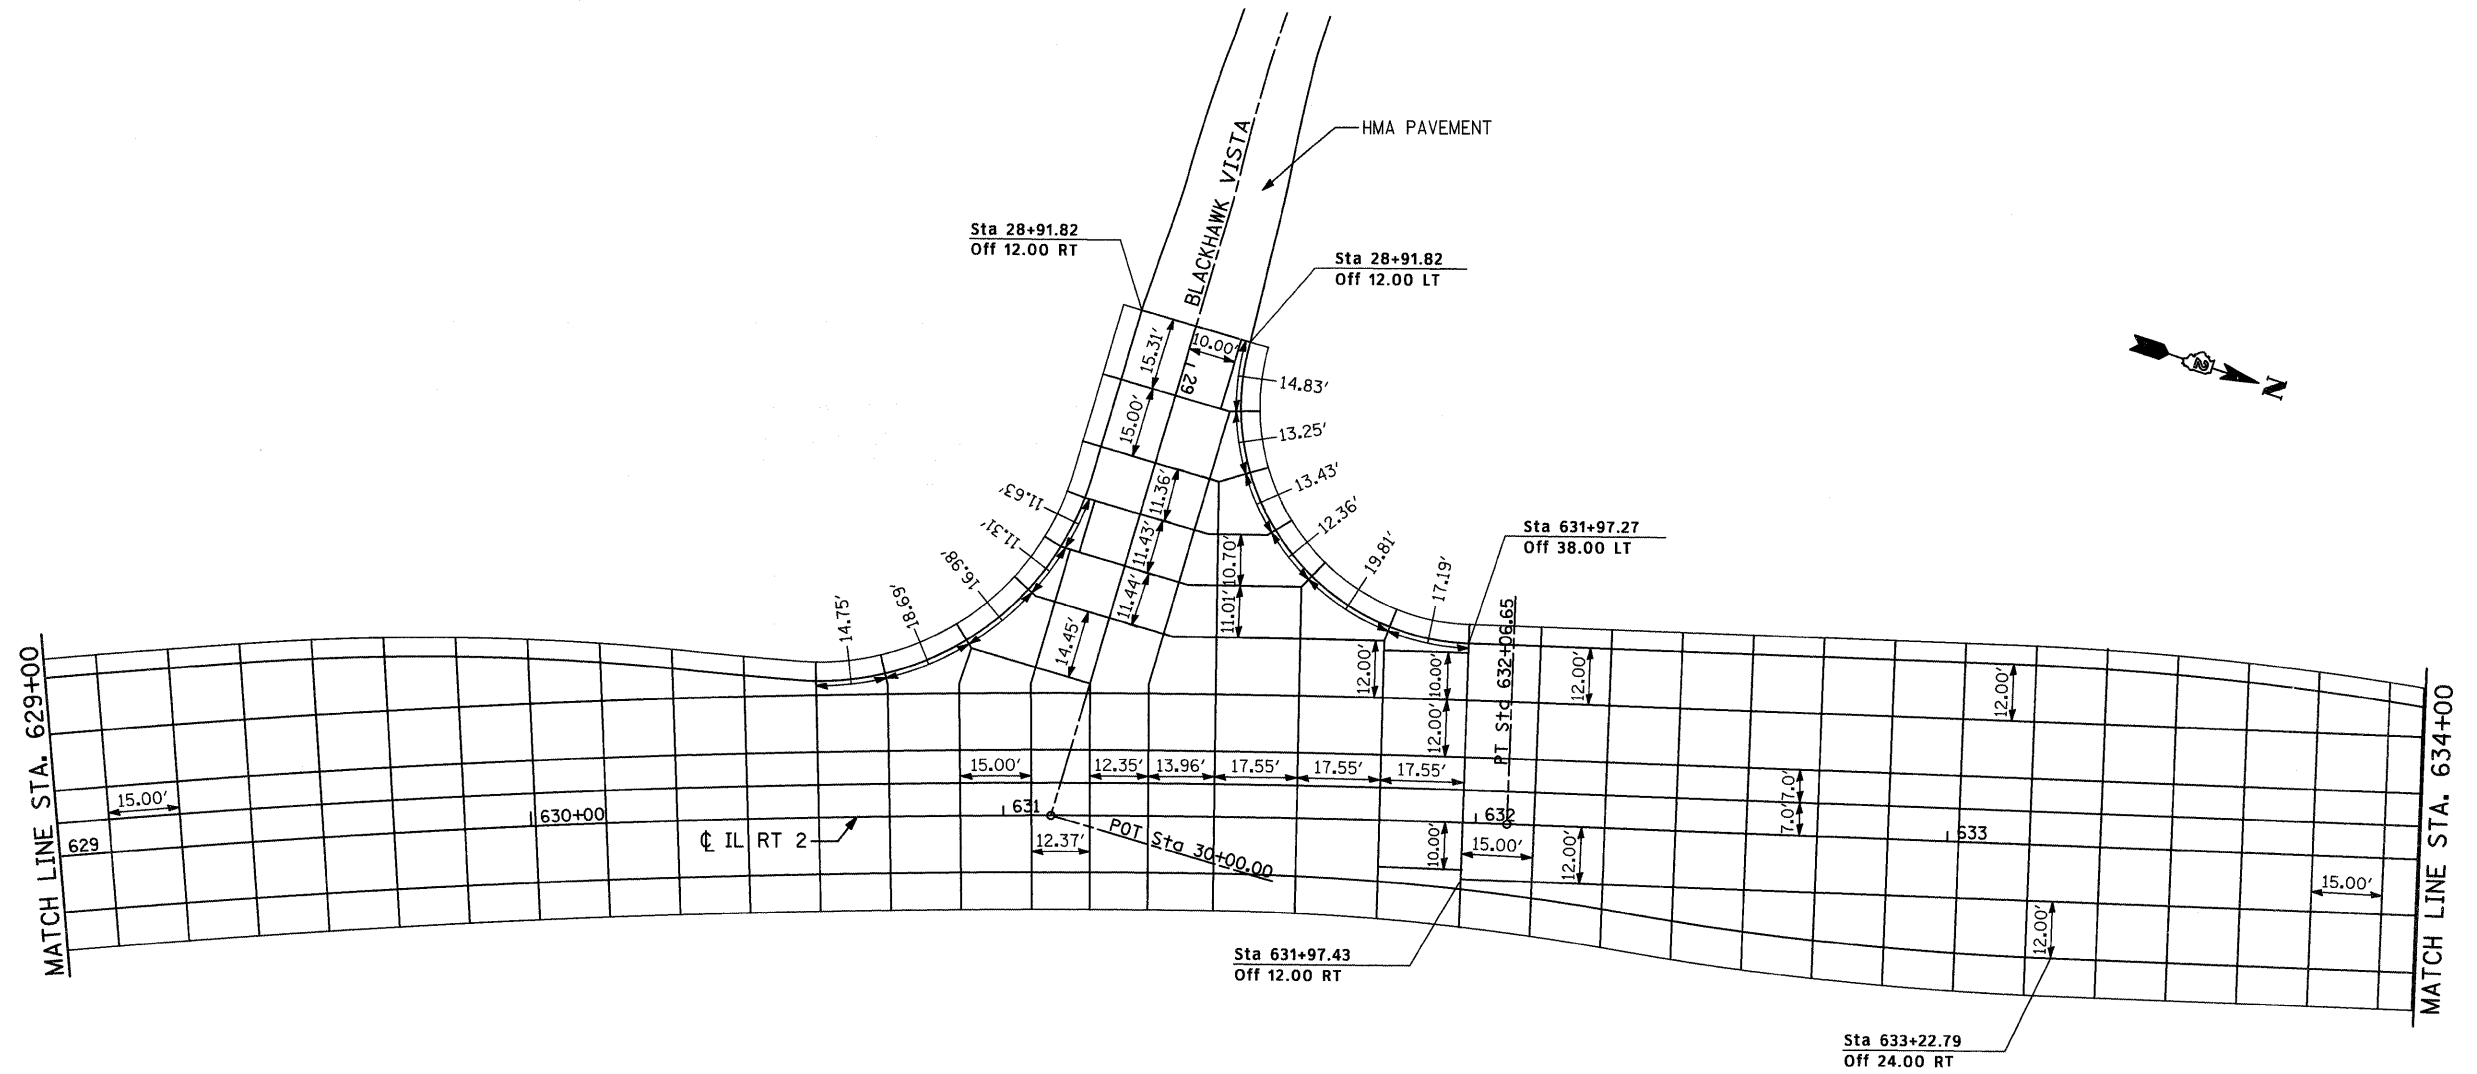 HMA PAVEMENT
BLACKHAWK VISTA
Sta 28+91.82
Off 12.00 RT
Sta 28+91.82
Off 12.00 LT
2
N
15.31'
10.00'
29
14.83'
15.00'
13.25'
11.36'
13.43'
11.63'
11.31'
11.43'
12.36'
10.70'
16.98'
11.44'
11.01'
19.81'
17.19'
Sta 631+97.27
Off 38.00 LT
14.75'
18.69'
14.45'
12.00'
10.00'
PT Sta 632+06.65
12.00'
12.00'
12.00'
MATCH LINE STA. 629+00
MATCH LINE STA. 634+00
15.00'
12.35'
13.96'
17.55'
17.55'
17.55'
7.0'
7.0'
15.00'
629
630+00
631
632
633
℄ IL RT 2
12.37'
POT Sta 30+00.00
10.00'
15.00'
12.00'
15.00'
12.00'
Sta 631+97.43
Off 12.00 RT
Sta 633+22.79
Off 24.00 RT